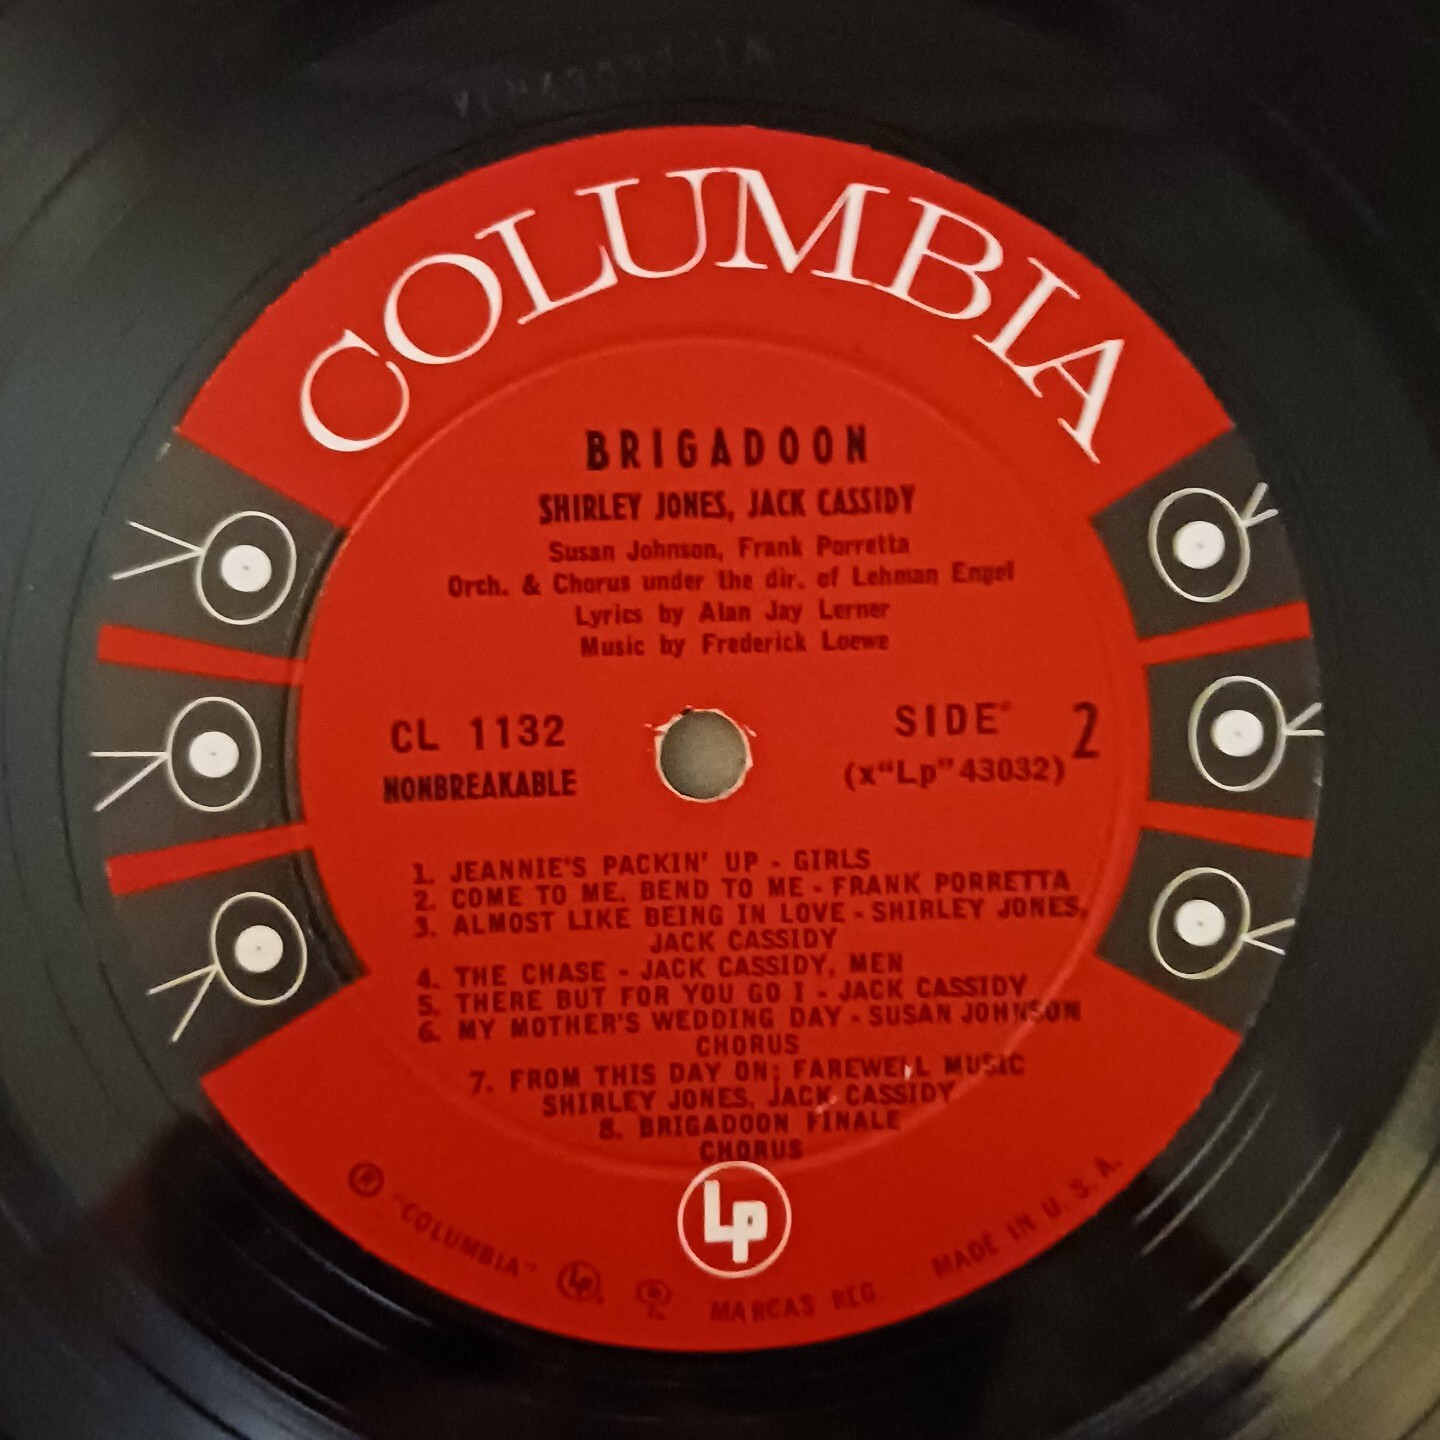 COLUMBIA
BRIGADOON
SHIRLEY JONES, JACK CASSIDY
Susan Johnson, Frank Porretta
Orch. & Chorus under the dir. of Lehman Engel
Lyrics by Alan Jay Lerner
Music by Frederick Loewe
CL 1132
NONBREAKABLE
SIDE 2
(x“Lp” 43032)
1. JEANNIE'S PACKIN' UP - GIRLS
2. COME TO ME, BEND TO ME - FRANK PORRETTA
3. ALMOST LIKE BEING IN LOVE - SHIRLEY JONES,
JACK CASSIDY
4. THE CHASE - JACK CASSIDY, MEN
5. THERE BUT FOR YOU GO I - JACK CASSIDY
6. MY MOTHER'S WEDDING DAY - SUSAN JOHNSON
CHORUS
7. FROM THIS DAY ON; FAREWELL MUSIC
SHIRLEY JONES, JACK CASSIDY
8. BRIGADOON FINALE
CHORUS
LP
® "COLUMBIA" LP. MARCAS REG. MADE IN U. S. A.